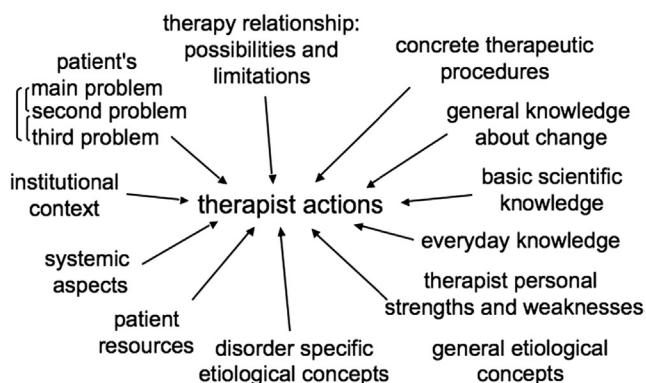 therapy relationship:
possibilities and
limitations
concrete therapeutic
procedures
patient's
main problem
second problem
third problem
general knowledge
about change
institutional
context
therapist actions
basic scientific
knowledge
everyday knowledge
systemic
aspects
therapist personal
strengths and weaknesses
patient
resources
disorder specific
etiological concepts
general etiological
concepts